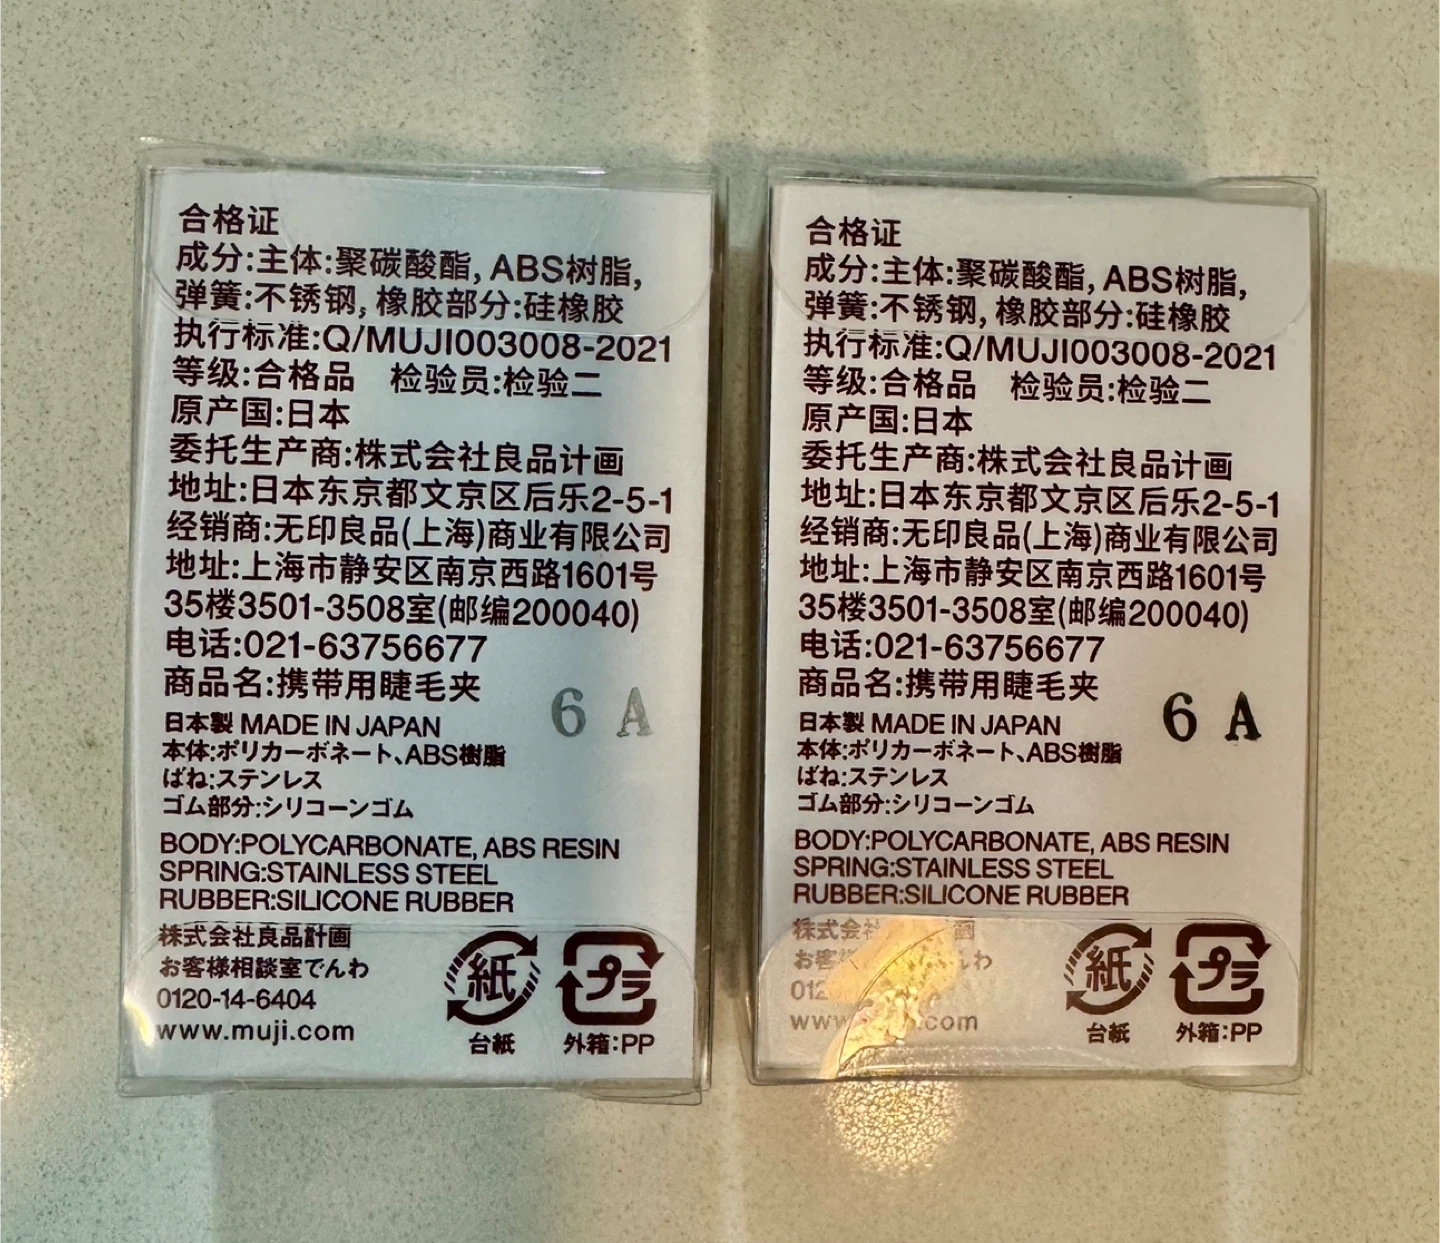 合格证
成分:主体:聚碳酸酯, ABS树脂,
弹簧:不锈钢, 橡胶部分:硅橡胶
执行标准:Q/MUJI003008-2021
等级:合格品 检验员:检验二
原产国:日本
委托生产商:株式会社良品计画
地址:日本东京都文京区后乐2-5-1
经销商:无印良品(上海)商业有限公司
地址:上海市静安区南京西路1601号
35楼3501-3508室(邮编200040)
电话:021-63756677
商品名:携带用睫毛夹
6 A
日本製 MADE IN JAPAN
本体:ポリカーボネート、ABS樹脂
ばね:ステンレス
ゴム部分:シリコーンゴム
BODY:POLYCARBONATE, ABS RESIN
SPRING:STAINLESS STEEL
RUBBER:SILICONE RUBBER
株式会社良品計画
お客様相談室でんわ
0120-14-6404
www.muji.com
紙
台紙
プラ
外箱:PP
合格证
成分:主体:聚碳酸酯, ABS树脂,
弹簧:不锈钢, 橡胶部分:硅橡胶
执行标准:Q/MUJI003008-2021
等级:合格品 检验员:检验二
原产国:日本
委托生产商:株式会社良品计画
地址:日本东京都文京区后乐2-5-1
经销商:无印良品(上海)商业有限公司
地址:上海市静安区南京西路1601号
35楼3501-3508室(邮编200040)
电话:021-63756677
商品名:携带用睫毛夹
6 A
日本製 MADE IN JAPAN
本体:ポリカーボネート、ABS樹脂
ばね:ステンレス
ゴム部分:シリコーンゴム
BODY:POLYCARBONATE, ABS RESIN
SPRING:STAINLESS STEEL
RUBBER:SILICONE RUBBER
紙
台紙
プラ
外箱:PP